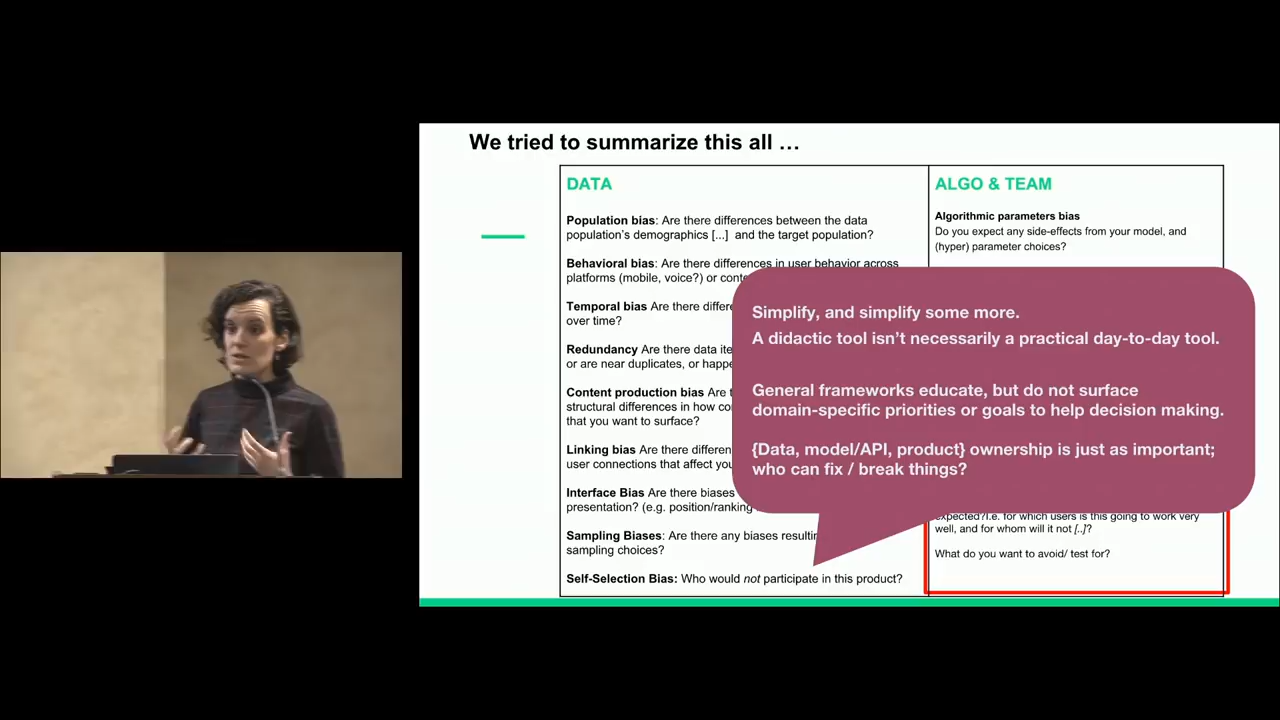 We tried to summarize this all …
DATA
Population bias: Are there differences between the data
population's demographics [...] and the target population?
Behavioral bias: Are there differences in user behavior across
platforms (mobile, voice?) or
Temporal bias Are there
over time?
Redundancy Are there data
or are near duplicates, or
Content production bias Are
structural differences in how
that you want to surface?
Linking bias Are there
user connections that affect
Interface Bias Are there biases
presentation? (e.g. position/ranking
Sampling Biases: Are there any biases
sampling choices?
Self-Selection Bias: Who would not participate in this product?
ALGO & TEAM
Algorithmic parameters bias
Do you expect any side-effects from your model, and
(hyper) parameter choices?
Simplify, and simplify some more.
A didactic tool isn't necessarily a practical day-to-day tool.
General frameworks educate, but do not surface
domain-specific priorities or goals to help decision making.
{Data, model/API, product} ownership is just as important;
who can fix / break things?
expected?I.e. for which users is this going to work very
well, and for whom will it not [..]?
What do you want to avoid/ test for?